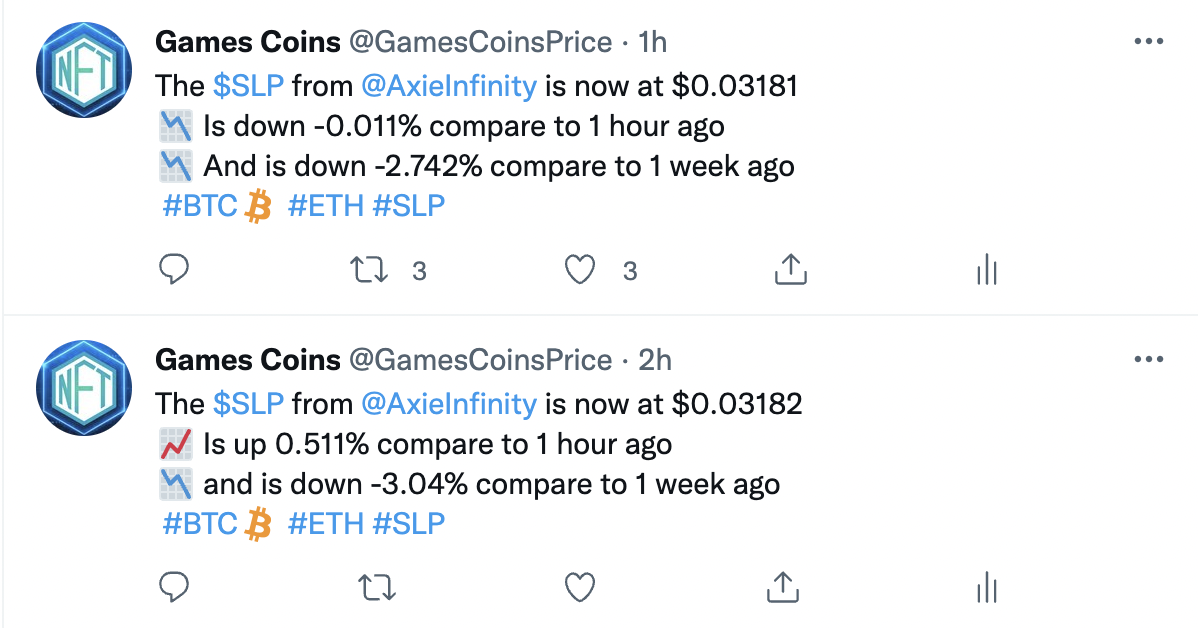 NFT
Games Coins @GamesCoinsPrice · 1h
The $SLP from @AxieInfinity is now at $0.03181
Is down -0.011% compare to 1 hour ago
And is down -2.742% compare to 1 week ago
#BTC #ETH #SLP
3 3
NFT
Games Coins @GamesCoinsPrice · 2h
The $SLP from @AxieInfinity is now at $0.03182
Is up 0.511% compare to 1 hour ago
and is down -3.04% compare to 1 week ago
#BTC #ETH #SLP